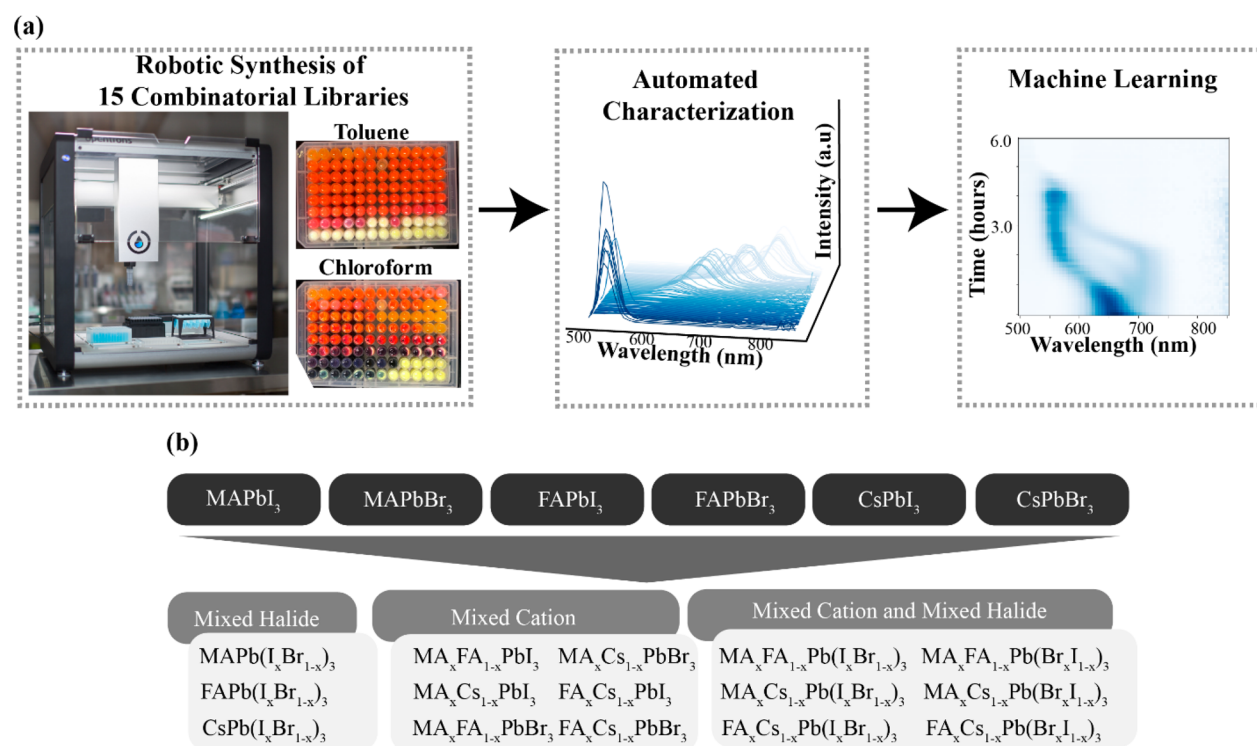 (a)
Robotic Synthesis of
15 Combinatorial Libraries
Toluene
Chloroform
Automated
Characterization
Intensity (a.u)
500
600
700
800
Wavelength (nm)
Machine Learning
6.0
3.0
Time (hours)
500
600
700
800
Wavelength (nm)
(b)
MAPbI₃ MAPbBr₃ FAPbI₃ FAPbBr₃ CsPbI₃ CsPbBr₃
Mixed Halide
MAPb(IₓBr₁₋ₓ)₃
FAPb(IₓBr₁₋ₓ)₃
CsPb(IₓBr₁₋ₓ)₃
Mixed Cation
MAₓFA₁₋ₓPbI₃ MAₓCs₁₋ₓPbBr₃
MAₓCs₁₋ₓPbI₃ FAₓCs₁₋ₓPbI₃
MAₓFA₁₋ₓPbBr₃ FAₓCs₁₋ₓPbBr₃
Mixed Cation and Mixed Halide
MAₓFA₁₋ₓPb(IₓBr₁₋ₓ)₃ MAₓFA₁₋ₓPb(BrₓI₁₋ₓ)₃
MAₓCs₁₋ₓPb(IₓBr₁₋ₓ)₃ MAₓCs₁₋ₓPb(BrₓI₁₋ₓ)₃
FAₓCs₁₋ₓPb(IₓBr₁₋ₓ)₃ FAₓCs₁₋ₓPb(BrₓI₁₋ₓ)₃